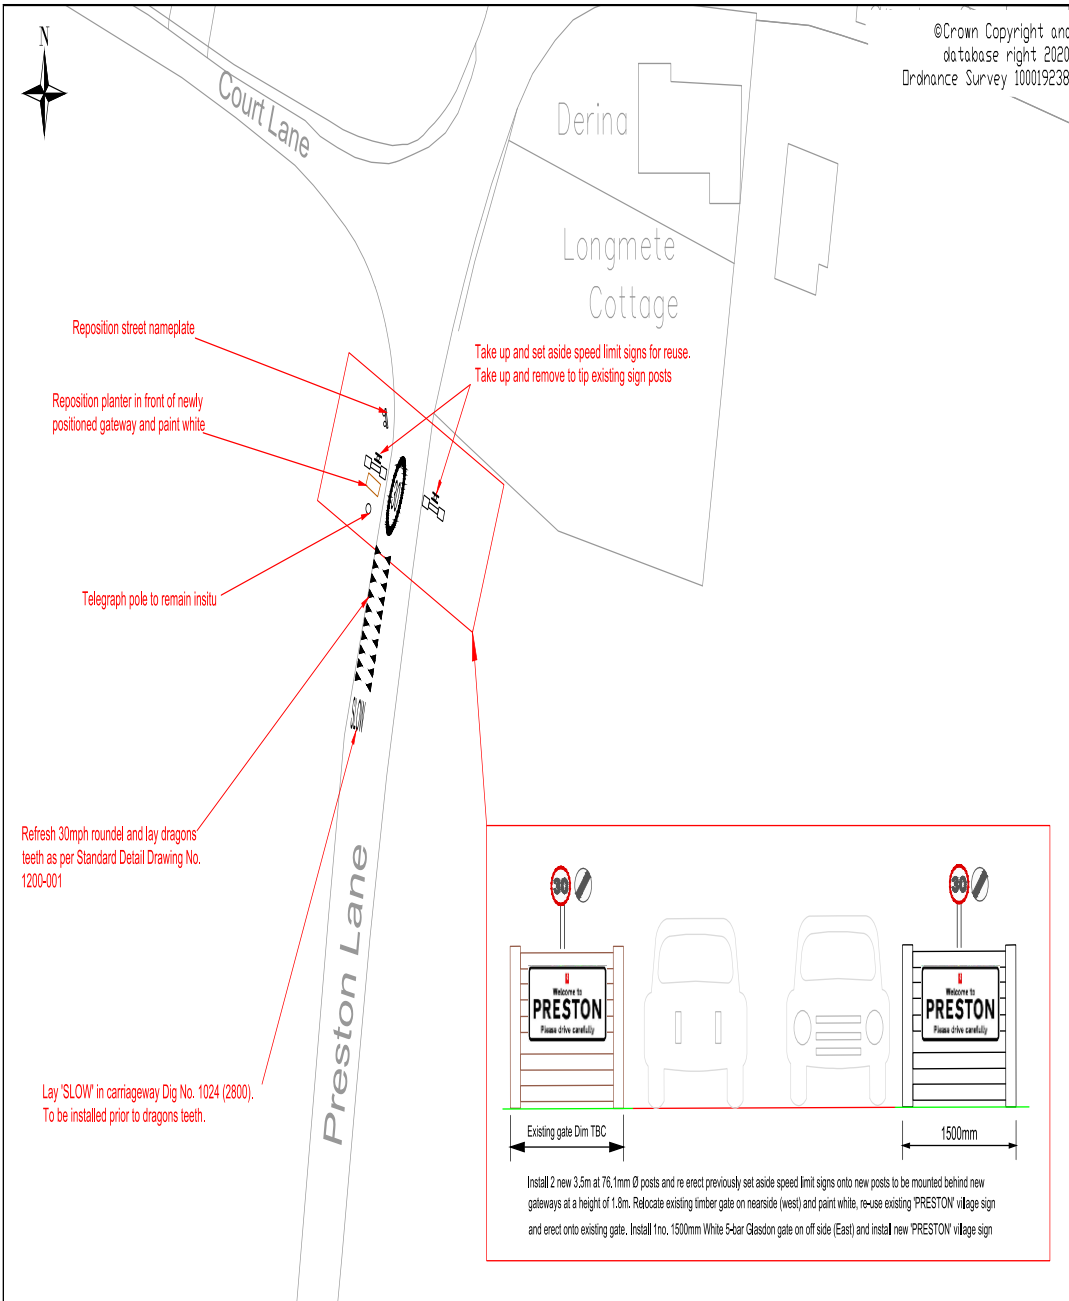 ©Crown Copyright and
database right 2020
Ordnance Survey 100019238
N
Court Lane
Derina
Longmete
Cottage
Reposition street nameplate
Take up and set aside speed limit signs for reuse.
Take up and remove to tip existing sign posts
Reposition planter in front of newly
positioned gateway and paint white
Telegraph pole to remain insitu
Refresh 30mph roundel and lay dragons
teeth as per Standard Detail Drawing No.
1200-001
Preston Lane
Lay 'SLOW' in carriageway Dig No. 1024 (2800).
To be installed prior to dragons teeth.
SLOW
30
30
30
Welcome to
PRESTON
Please drive carefully
Welcome to
PRESTON
Please drive carefully
Existing gate Dim TBC
1500mm
Install 2 new 3.5m at 76.1mm Ø posts and re erect previously set aside speed limit signs onto new posts to be mounted behind new
gateways at a height of 1.8m. Relocate existing timber gate on nearside (west) and paint white, re-use existing 'PRESTON' village sign
and erect onto existing gate. Install 1no. 1500mm White 5-bar Glasdon gate on off side (East) and install new 'PRESTON' village sign